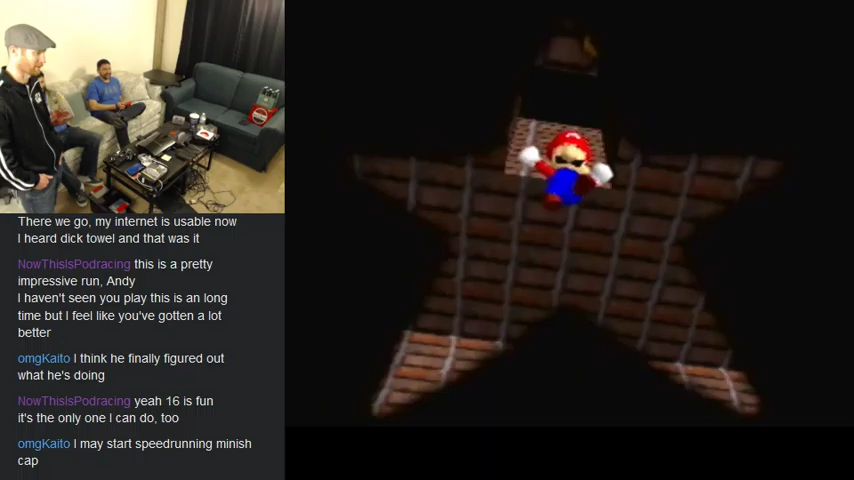 There we go, my internet is usable now
I heard dick towel and that was it
NowThisIsPodracing this is a pretty
impressive run, Andy
I haven't seen you play this is an long
time but I feel like you've gotten a lot
better
omgKaito I think he finally figured out
what he's doing
NowThisIsPodracing yeah 16 is fun
it's the only one I can do, too
omgKaito I may start speedrunning minish
cap